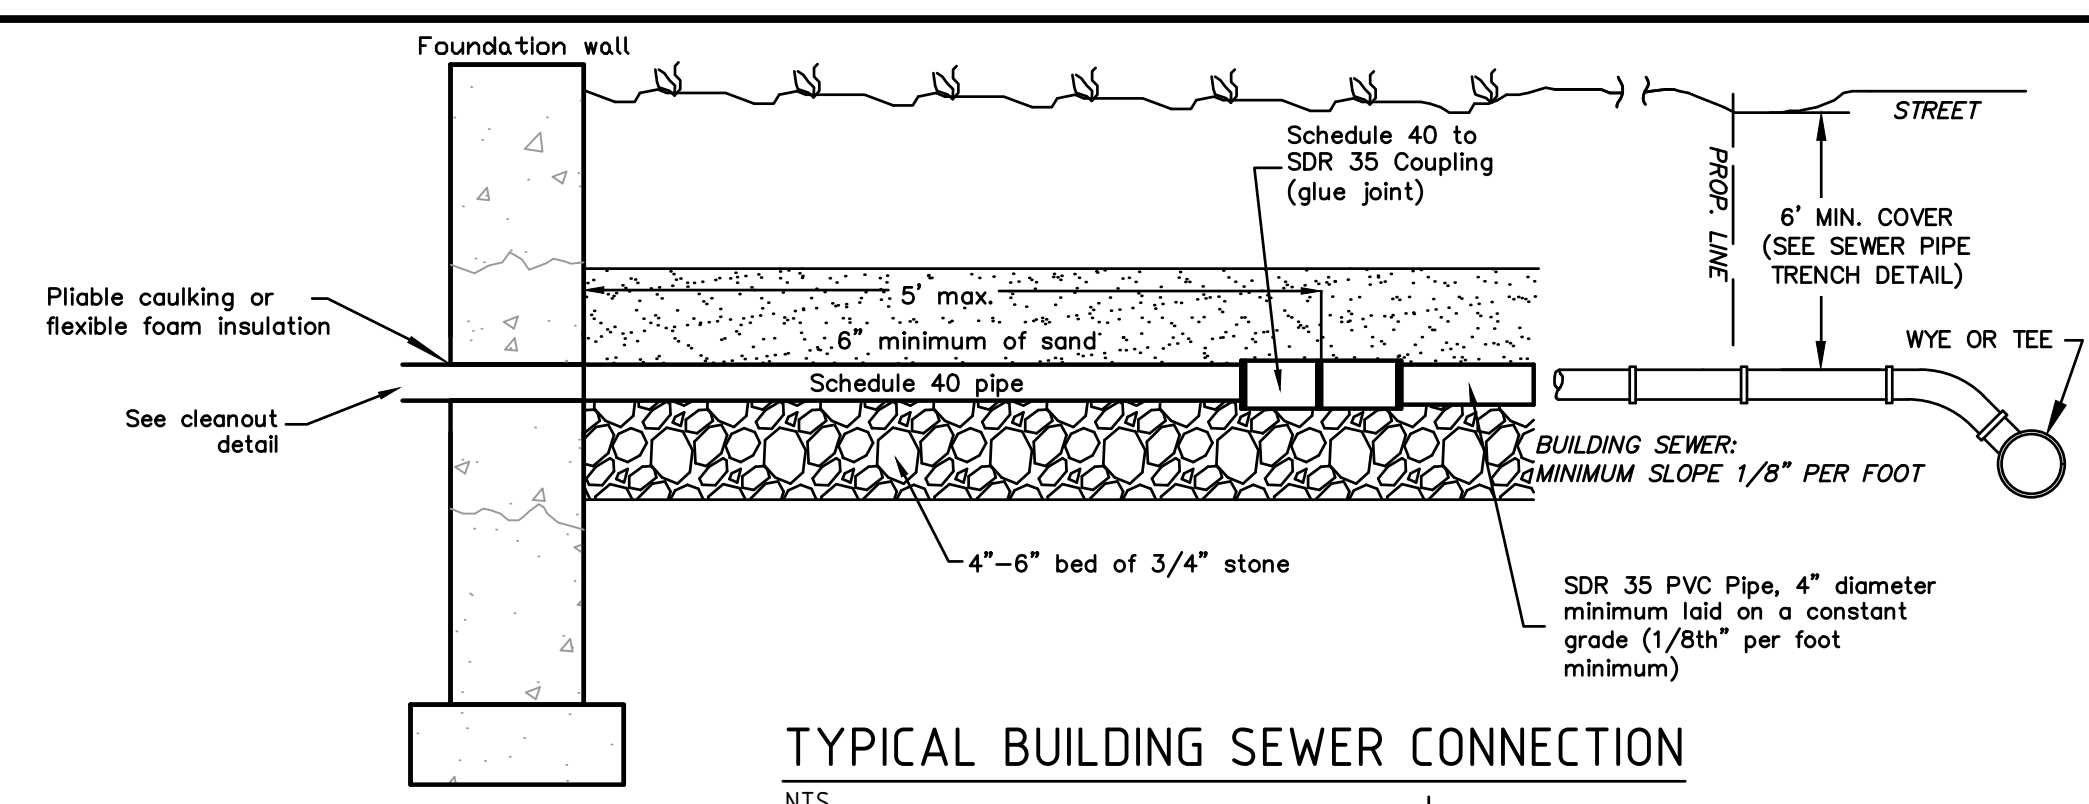 Foundation wall
STREET
Schedule 40 to
SDR 35 Coupling
(glue joint)
PROP. LINE
6' MIN. COVER
(SEE SEWER PIPE
TRENCH DETAIL)
Pliable caulking or
flexible foam insulation
5' max.
6" minimum of sand
WYE OR TEE
Schedule 40 pipe
See cleanout
detail
BUILDING SEWER:
MINIMUM SLOPE 1/8" PER FOOT
4"-6" bed of 3/4" stone
SDR 35 PVC Pipe, 4" diameter
minimum laid on a constant
grade (1/8th" per foot
minimum)
TYPICAL BUILDING SEWER CONNECTION
NTS